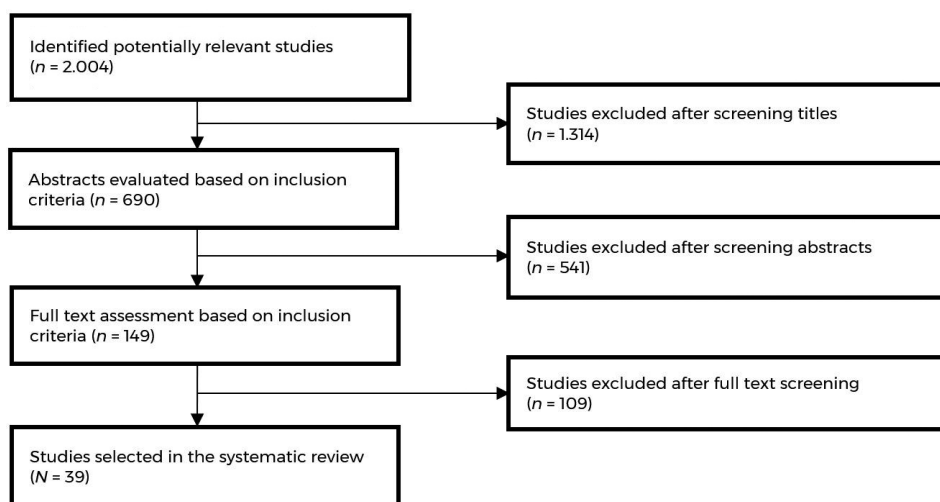 Identified potentially relevant studies
(n = 2.004)
Studies excluded after screening titles
(n = 1.314)
Abstracts evaluated based on inclusion
criteria (n = 690)
Studies excluded after screening abstracts
(n = 541)
Full text assessment based on inclusion
criteria (n = 149)
Studies excluded after full text screening
(n = 109)
Studies selected in the systematic review
(N = 39)